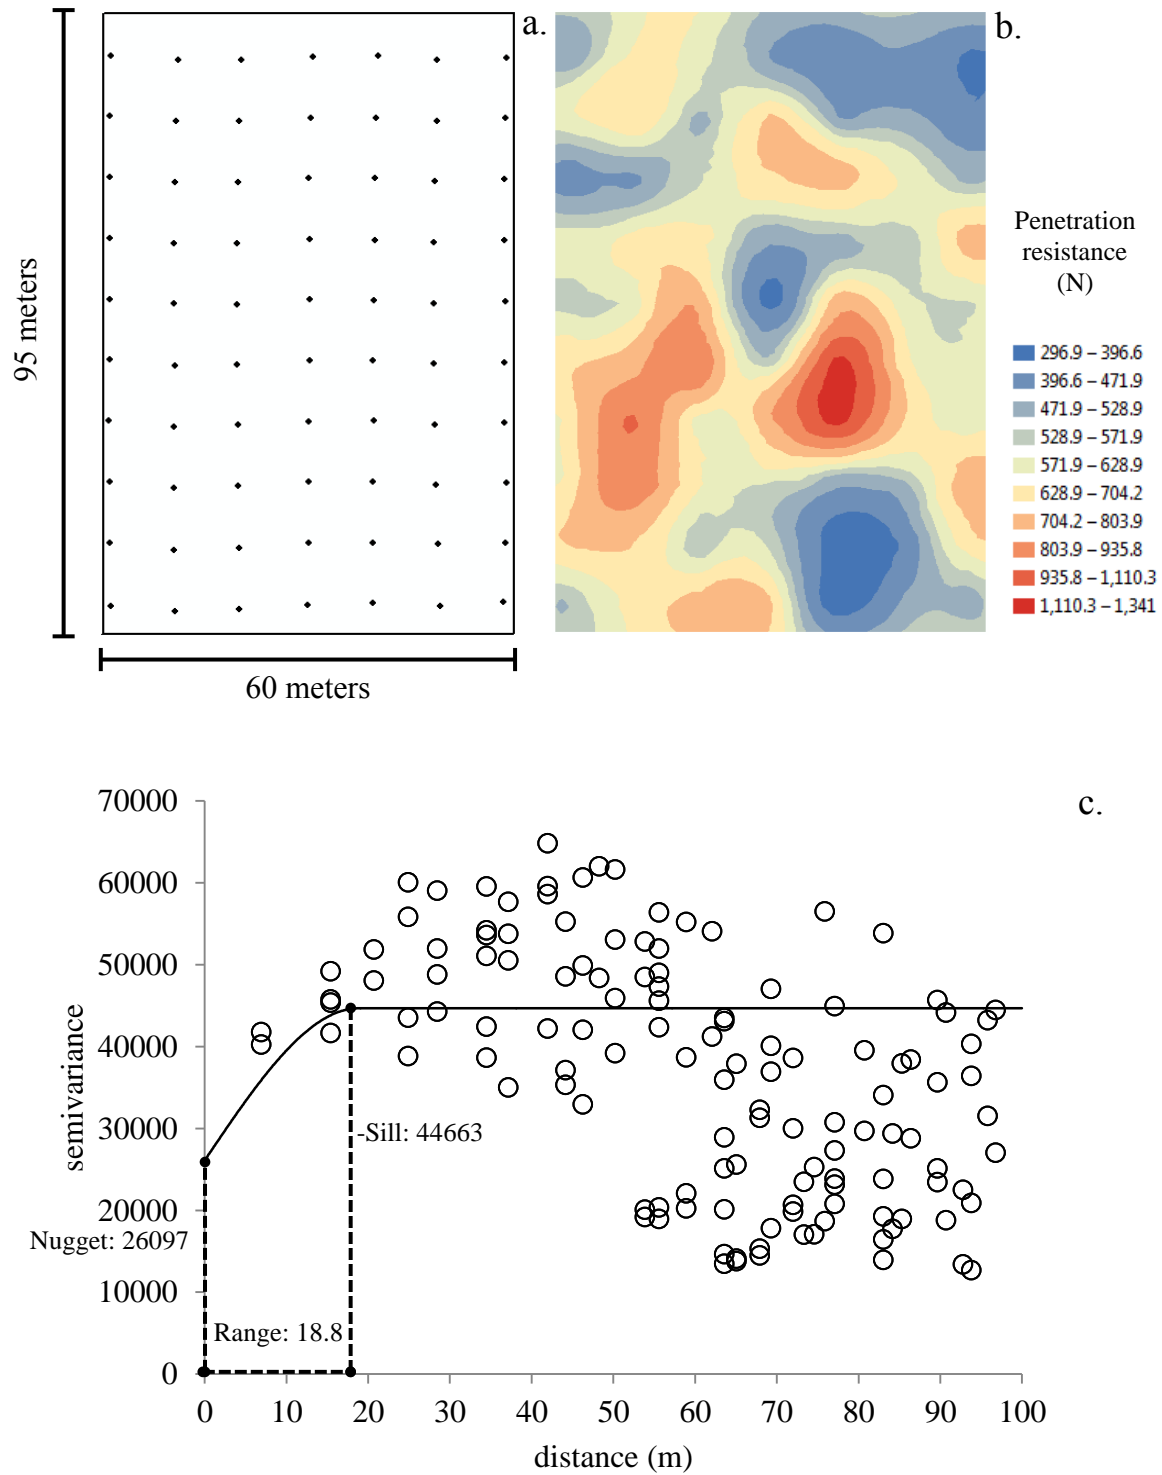 a.
b.
95 meters
60 meters
Penetration
resistance
(N)
296.9 – 396.6
396.6 – 471.9
471.9 – 528.9
528.9 – 571.9
571.9 – 628.9
628.9 – 704.2
704.2 – 803.9
803.9 – 935.8
935.8 – 1,110.3
1,110.3 – 1,341
c.
semivariance
70000
60000
50000
40000
30000
20000
10000
0
-Sill: 44663
Nugget: 26097
Range: 18.8
0 10 20 30 40 50 60 70 80 90 100
distance (m)